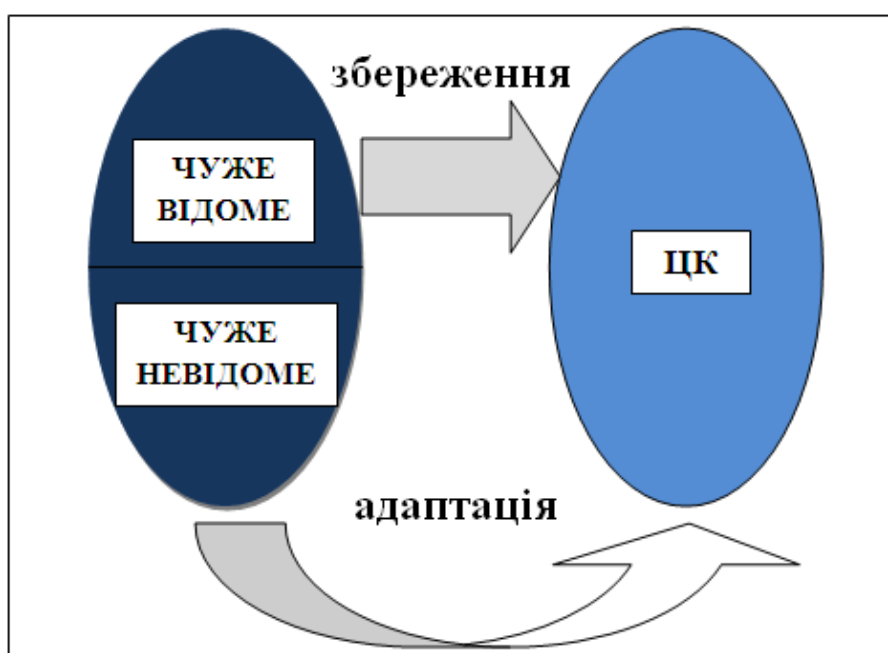 збереження
ЧУЖЕ
ВІДОМЕ
ЦК
ЧУЖЕ
НЕВІДОМЕ
адаптація